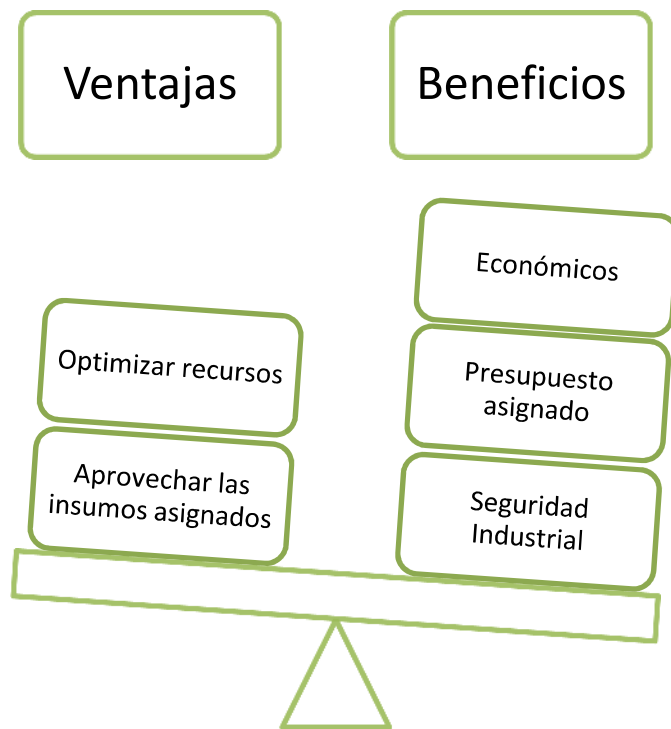 Ventajas
Beneficios
Económicos
Optimizar recursos
Presupuesto
asignado
Aprovechar las
insumos asignados
Seguridad
Industrial